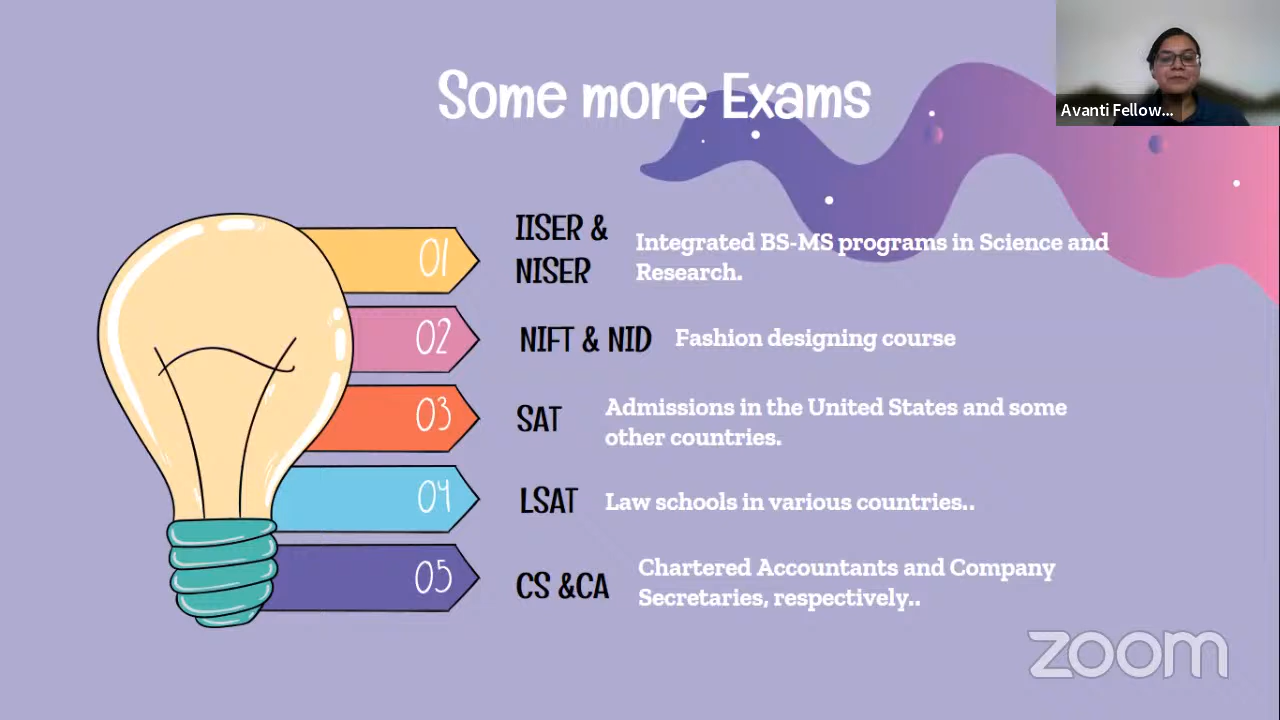 Some more Exams
Avanti Fellow...
01
IISER &
NISER
Integrated BS-MS programs in Science and
Research.
02
NIFT & NID
Fashion designing course
03
SAT
Admissions in the United States and some
other countries.
04
LSAT
Law schools in various countries..
05
CS &CA
Chartered Accountants and Company
Secretaries, respectively..
zoom